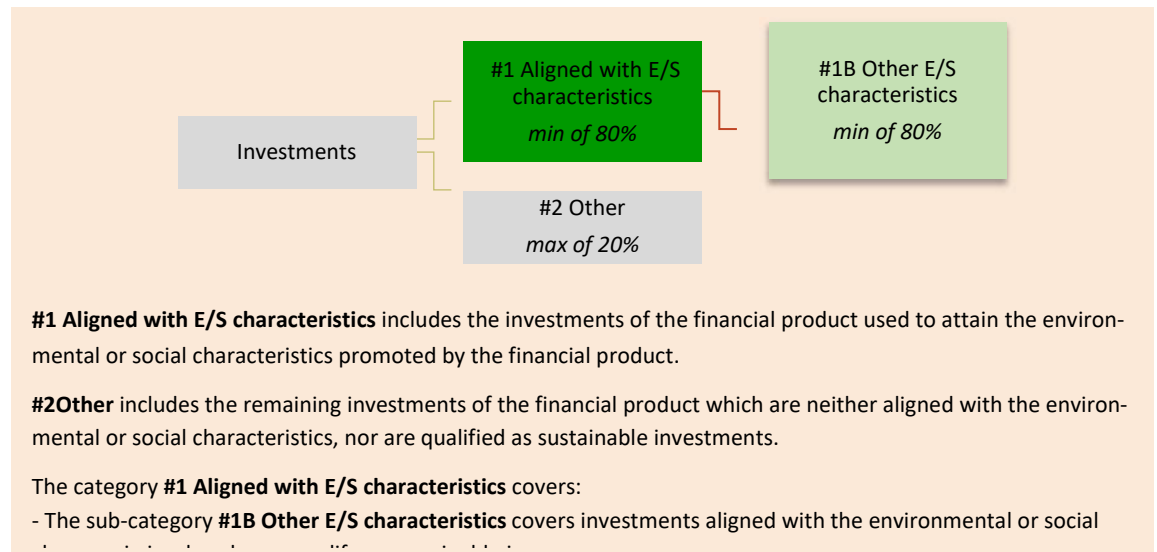 #1 Aligned with E/S
characteristics
min of 80%
#1B Other E/S
characteristics
min of 80%
Investments
#2 Other
max of 20%
#1 Aligned with E/S characteristics includes the investments of the financial product used to attain the environ-
mental or social characteristics promoted by the financial product.
#2Other includes the remaining investments of the financial product which are neither aligned with the environ-
mental or social characteristics, nor are qualified as sustainable investments.
The category #1 Aligned with E/S characteristics covers:
- The sub-category #1B Other E/S characteristics covers investments aligned with the environmental or social